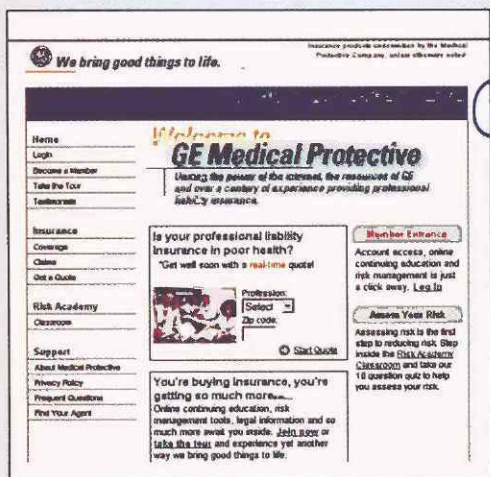 Insurance products underwritten by the Medical
Protective Company, unless otherwise noted
We bring good things to life.
Welcome to
GE Medical Protective
Uniting the power of the internet, the resources of GE
and over a century of experience providing professional
liability insurance.
Home
Login
Become a Member
Take the Tour
Testimonials
Insurance
Coverage
Claims
Get a Quote
Risk Academy
Classroom
Support
About Medical Protective
Privacy Policy
Frequent Questions
Find Your Agent
Is your professional liability
insurance in poor health?
"Get well soon with a real-time quote!
Profession:
Select
Zip code:
Start Quote
You're buying insurance, you're
getting so much more...
Online continuing education, risk
management tools, legal information and so
much more await you inside. Join now or
take the tour and experience yet another
way we bring good things to life.
Member Entrance
Account access, online
continuing education and
risk management is just
a click away. Log In
Assess Your Risk
Assessing risk is the first
step to reducing risk. Step
inside the Risk Academy
Classroom and take our
10 question quiz to help
you assess your risk.